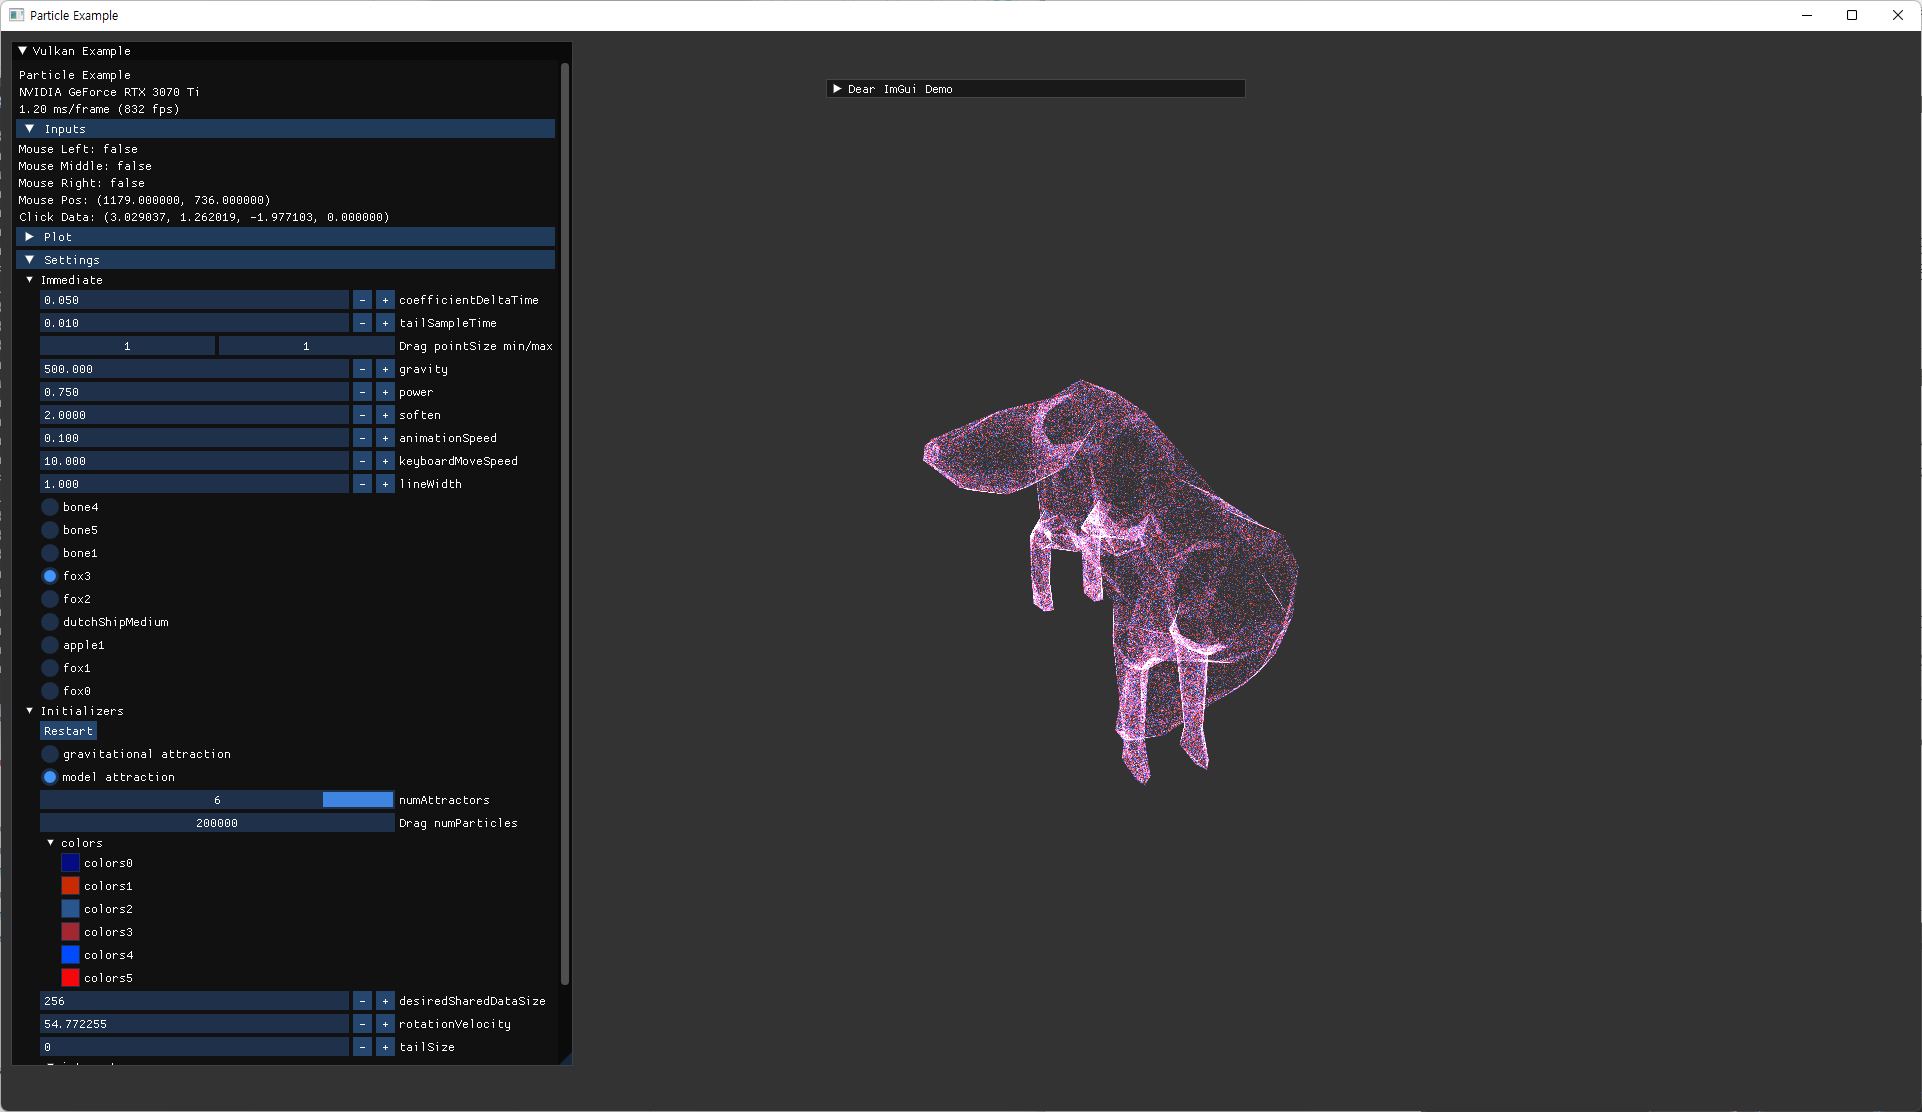 Particle Example
Vulkan Example
Particle Example
NVIDIA GeForce RTX 3070 Ti
1.20 ms/frame (832 fps)
Inputs
Mouse Left: false
Mouse Middle: false
Mouse Right: false
Mouse Pos: (1179.000000, 736.000000)
Click Data: (3.029037, 1.262019, -1.977103, 0.000000)
Plot
Settings
Immediate
0.050 - + coefficientDeltaTime
0.010 - + tailSampleTime
1 1 Drag pointSize min/max
500.000 - + gravity
0.750 - + power
2.0000 - + soften
0.100 - + animationSpeed
10.000 - + keyboardMoveSpeed
1.000 - + lineWidth
bone4
bone5
bone1
fox3
fox2
dutchShipMedium
apple1
fox1
fox0
Initializers
Restart
gravitational attraction
model attraction
6 numAttractors
200000 Drag numParticles
colors
colors0
colors1
colors2
colors3
colors4
colors5
256 - + desiredSharedDataSize
54.772255 - + rotationVelocity
0 - + tailSize
Dear ImGui Demo